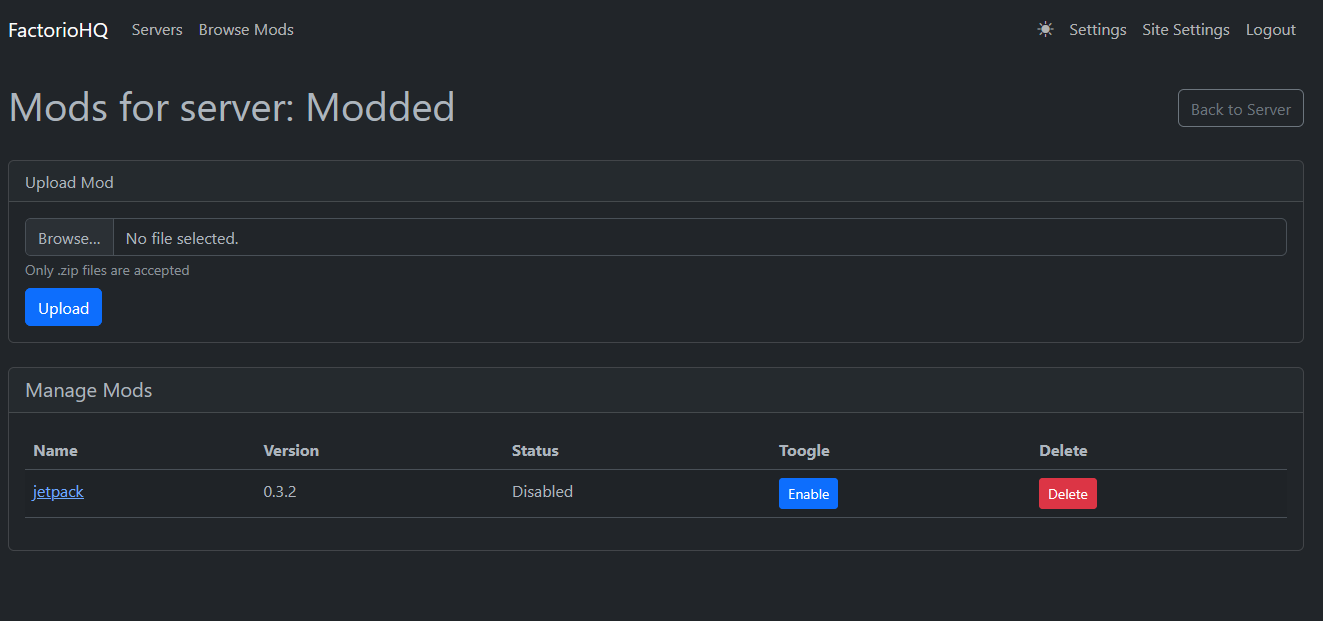 FactorioHQ Servers Browse Mods Settings Site Settings Logout
Mods for server: Modded Back to Server
Upload Mod
Browse... No file selected.
Only .zip files are accepted
Upload
Manage Mods
Name Version Status Toogle Delete
jetpack 0.3.2 Disabled Enable Delete